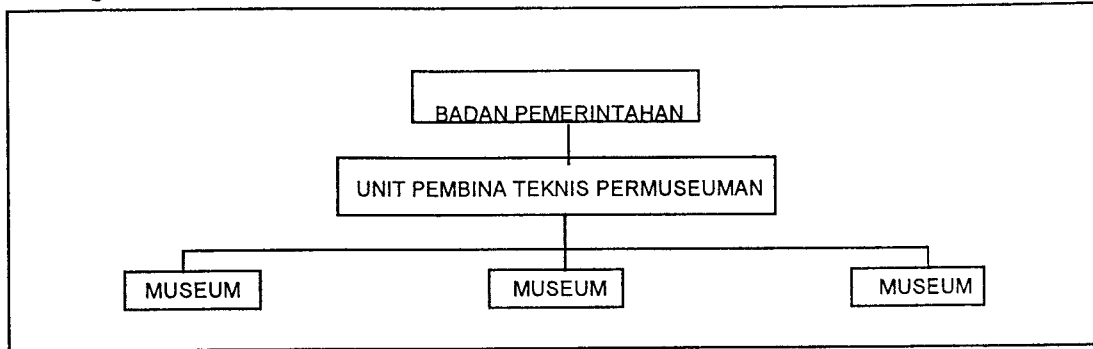 BADAN PEMERINTAHAN
UNIT PEMBINA TEKNIS PERMUSEUMAN
MUSEUM MUSEUM MUSEUM